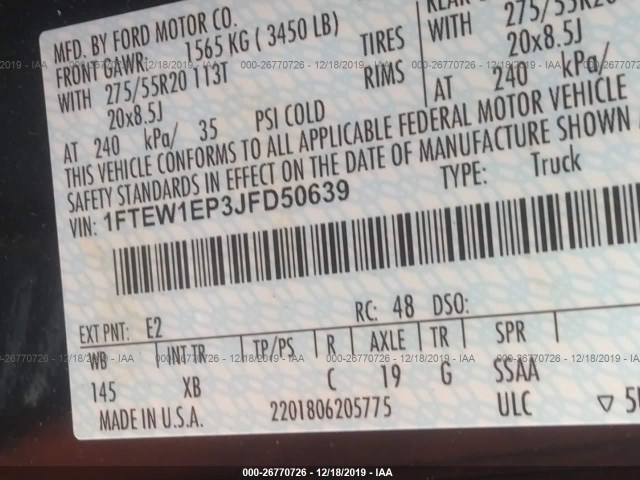 MFD. BY FORD MOTOR CO.
FRONT GAWR: 1565 KG ( 3450 LB)
WITH 275/55R20 113T TIRES
20x8.5J RIMS
AT 240 kPa/ 35 PSI COLD
WITH 275/55R20
20x8.5J
AT 240 kPa/
THIS VEHICLE CONFORMS TO ALL APPLICABLE FEDERAL MOTOR VEHICLE
SAFETY STANDARDS IN EFFECT ON THE DATE OF MANUFACTURE SHOWN
VIN: 1FTEW1EP3JFD50639
TYPE: Truck
EXT PNT: E2 RC: 48 DSO:
WB INT TR TP/PS R AXLE TR SPR
145 XB C 19 G SSAA
MADE IN U.S.A. 2201806205775 ULC
000-26770726 - 12/18/2019 - IAA